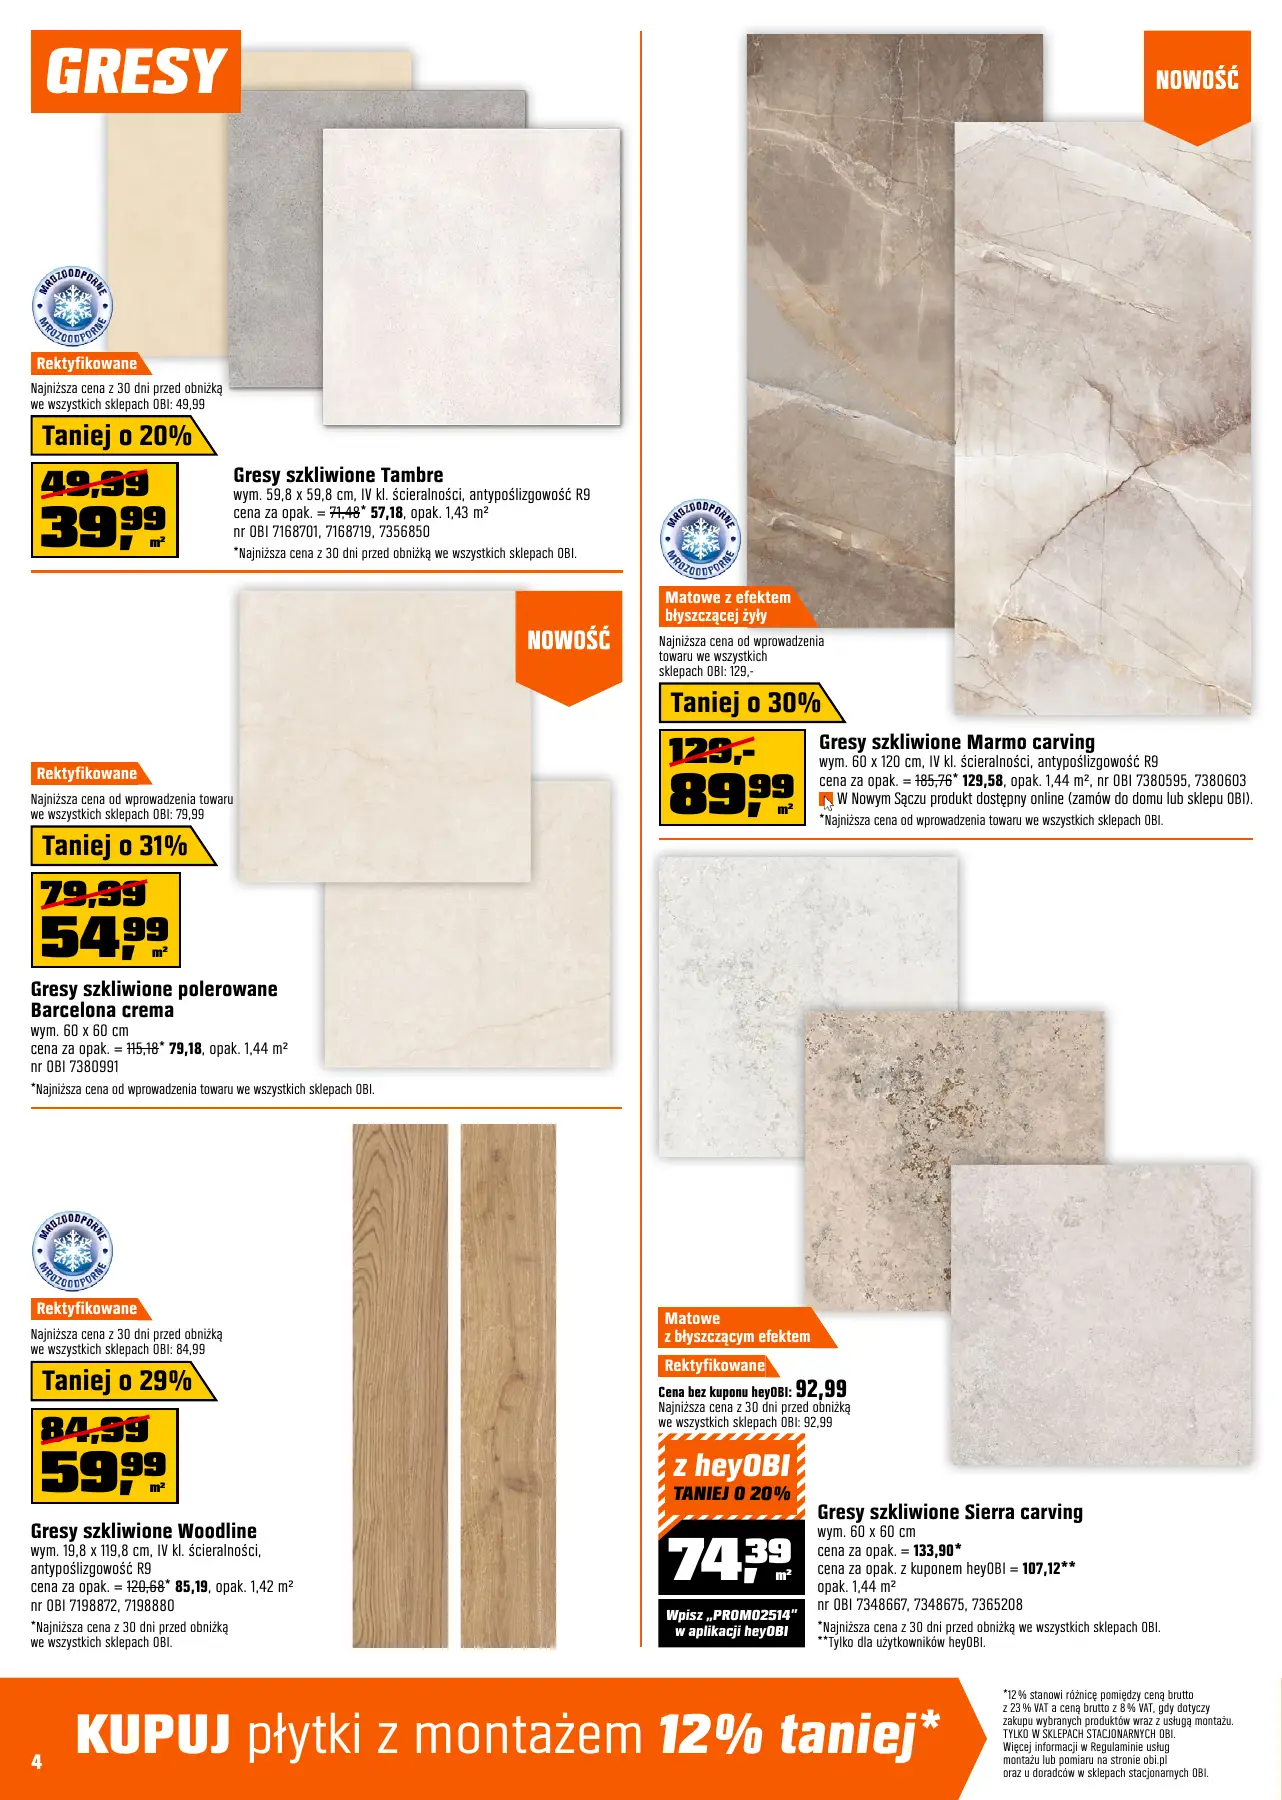 GRESY
MROZOODPORNE
MROZOODPORNE
Rektyfikowane
Najniższa cena z 30 dni przed obniżką
we wszystkich sklepach OBI: 49,99
Taniej o 20%
49,99
39,99
m²
Gresy szkliwione Tambre
wym. 59,8 x 59,8 cm, IV kl. ścieralności, antypoślizgowość R9
cena za opak. = 71,48* 57,18, opak. 1,43 m²
nr OBI 7168701, 7168719, 7356850
*Najniższa cena z 30 dni przed obniżką we wszystkich sklepach OBI.
NOWOŚĆ
Rektyfikowane
Najniższa cena od wprowadzenia towaru
we wszystkich sklepach OBI: 79,99
Taniej o 31%
79,99
54,99
m²
Gresy szkliwione polerowane
Barcelona crema
wym. 60 x 60 cm
cena za opak. = 115,18* 79,18, opak. 1,44 m²
nr OBI 7380991
*Najniższa cena od wprowadzenia towaru we wszystkich sklepach OBI.
MROZOODPORNE
MROZOODPORNE
Rektyfikowane
Najniższa cena z 30 dni przed obniżką
we wszystkich sklepach OBI: 84,99
Taniej o 29%
84,99
59,99
m²
Gresy szkliwione Woodline
wym. 19,8 x 119,8 cm, IV kl. ścieralności,
antypoślizgowość R9
cena za opak. = 120,68* 85,19, opak. 1,42 m²
nr OBI 7198872, 7198880
*Najniższa cena z 30 dni przed obniżką
we wszystkich sklepach OBI.
NOWOŚĆ
MROZOODPORNE
MROZOODPORNE
Matowe z efektem
błyszczącej żyły
Najniższa cena od wprowadzenia
towaru we wszystkich
sklepach OBI: 129,-
Taniej o 30%
129,-
89,99
m²
Gresy szkliwione Marmo carving
wym. 60 x 120 cm, IV kl. ścieralności, antypoślizgowość R9
cena za opak. = 185,76* 129,58, opak. 1,44 m², nr OBI 7380595, 7380603
W Nowym Sączu produkt dostępny online (zamów do domu lub sklepu OBI).
*Najniższa cena od wprowadzenia towaru we wszystkich sklepach OBI.
Matowe
z błyszczącym efektem
Rektyfikowane
Cena bez kuponu heyOBI: 92,99
Najniższa cena z 30 dni przed obniżką
we wszystkich sklepach OBI: 92,99
z heyOBI
TANIEJ O 20%
74,39
m²
Wpisz „PROMO2514”
w aplikacji heyOBI
Gresy szkliwione Sierra carving
wym. 60 x 60 cm
cena za opak. = 133,90*
cena za opak. z kuponem heyOBI = 107,12**
opak. 1,44 m²
nr OBI 7348667, 7348675, 7365208
*Najniższa cena z 30 dni przed obniżką we wszystkich sklepach OBI.
**Tylko dla użytkowników heyOBI.
KUPUJ płytki z montażem 12% taniej*
4
*12 % stanowi różnicę pomiędzy ceną brutto
z 23 % VAT a ceną brutto z 8 % VAT, gdy dotyczy
zakupu wybranych produktów wraz z usługą montażu.
TYLKO W SKLEPACH STACJONARNYCH OBI.
Więcej informacji w Regulaminie usług
montażu lub pomiaru na stronie obi.pl
oraz u doradców w sklepach stacjonarnych OBI.